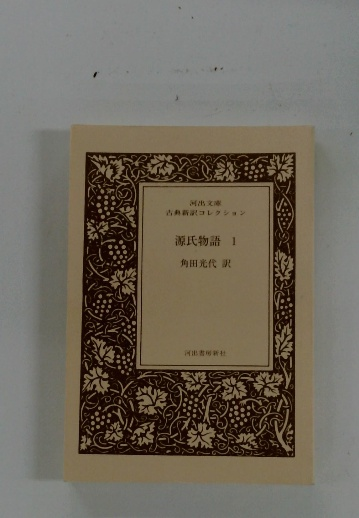 河出文庫
古典新訳コレクション
源氏物語 1
角田光代 訳
河出書房新社